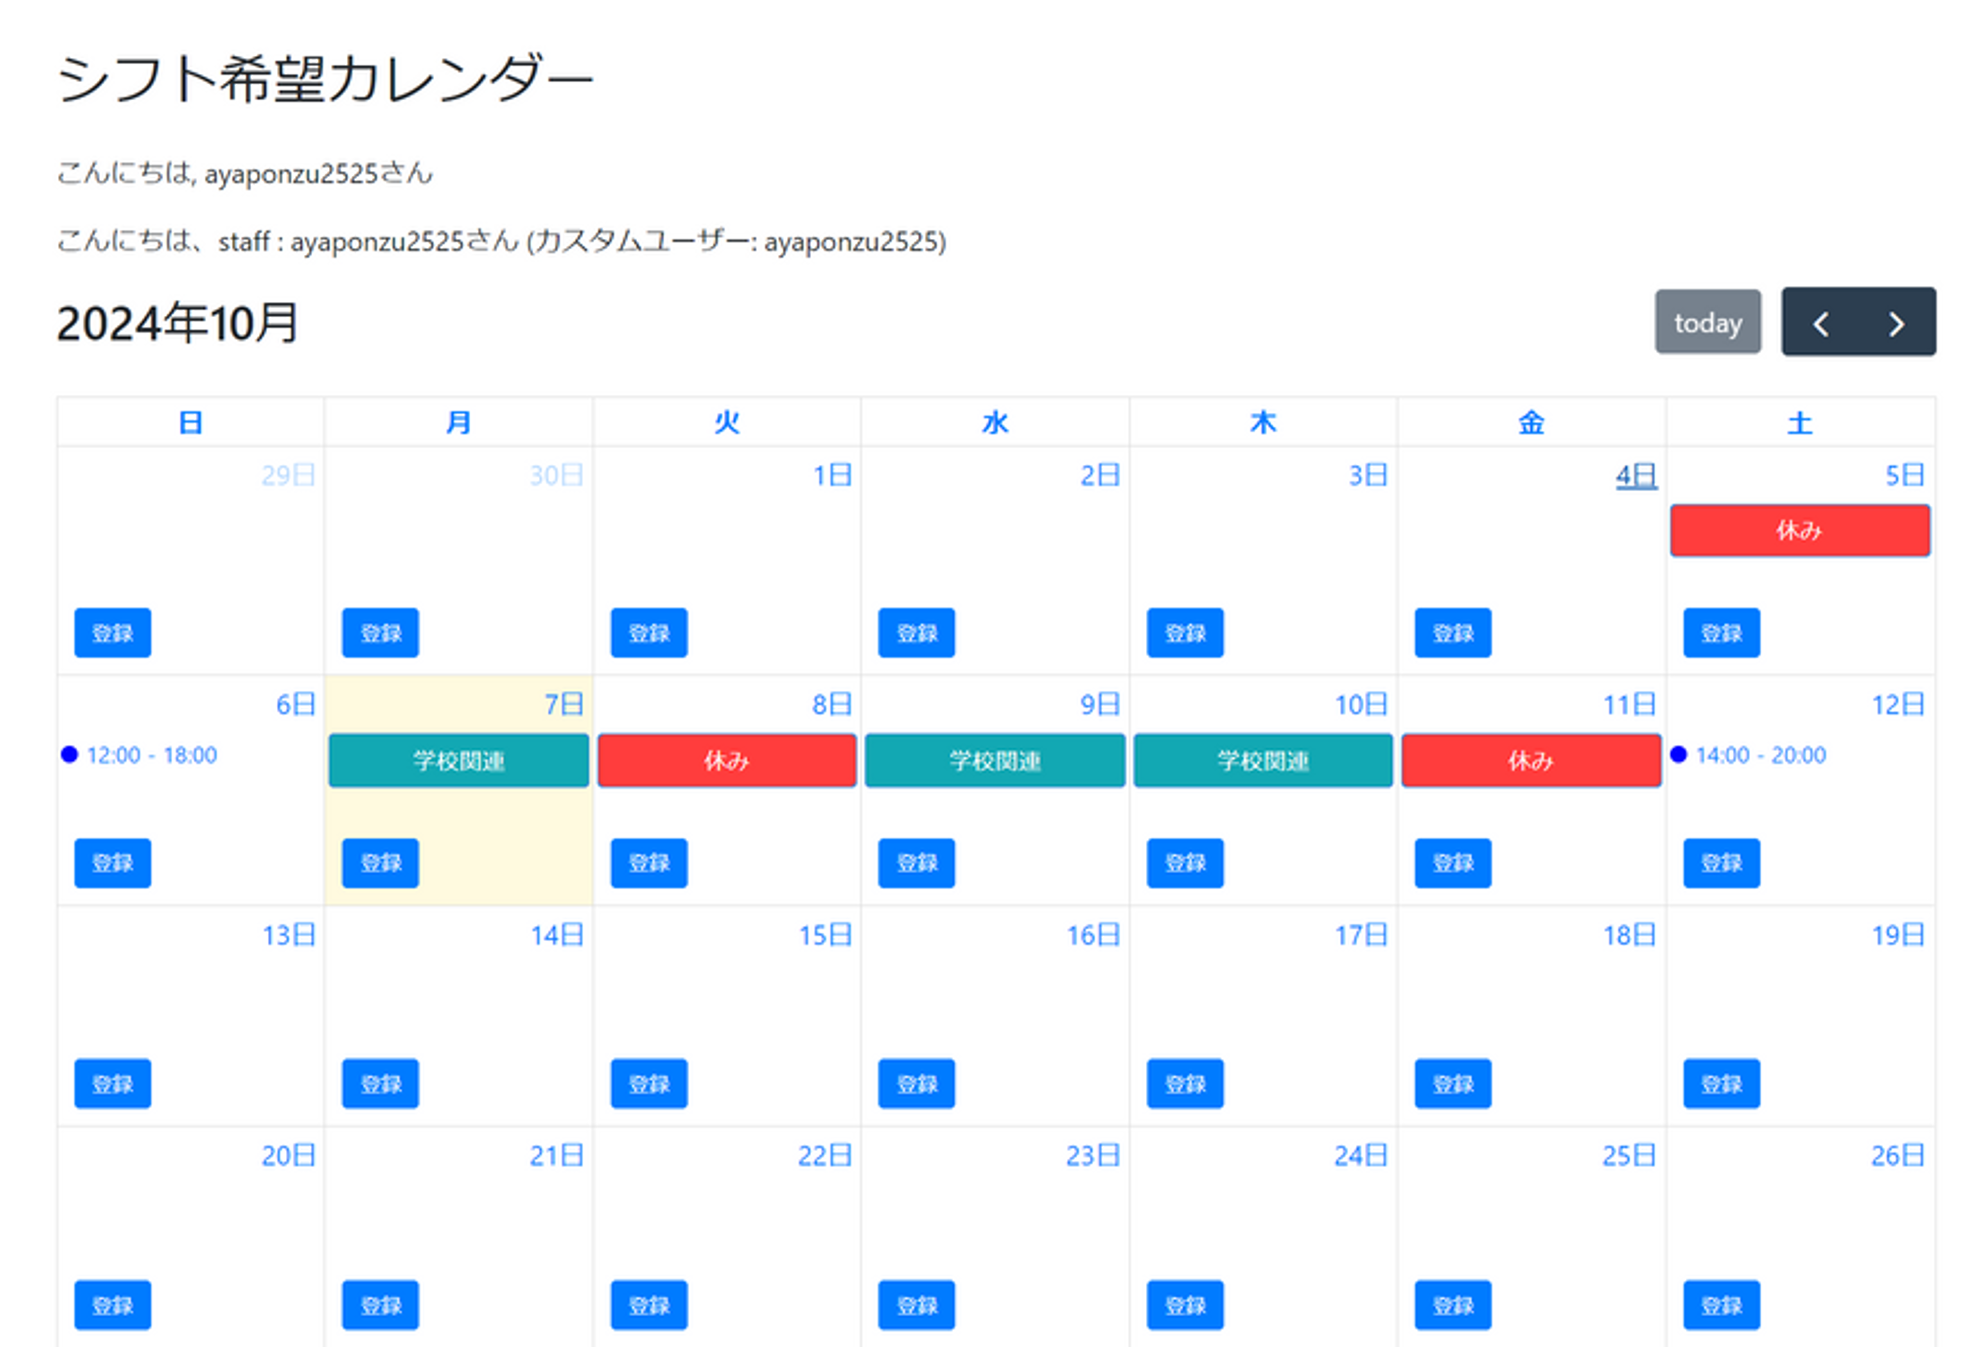 シフト希望カレンダー
こんにちは, ayaponzu2525さん
こんにちは、staff : ayaponzu2525さん (カスタムユーザー: ayaponzu2525)
2024年10月 today
日 月 火 水 木 金 土
29日 30日 1日 2日 3日 4日 5日
休み
登録 登録 登録 登録 登録 登録 登録
6日 7日 8日 9日 10日 11日 12日
12:00 - 18:00 学校関連 休み 学校関連 学校関連 休み 14:00 - 20:00
登録 登録 登録 登録 登録 登録 登録
13日 14日 15日 16日 17日 18日 19日
登録 登録 登録 登録 登録 登録 登録
20日 21日 22日 23日 24日 25日 26日
登録 登録 登録 登録 登録 登録 登録